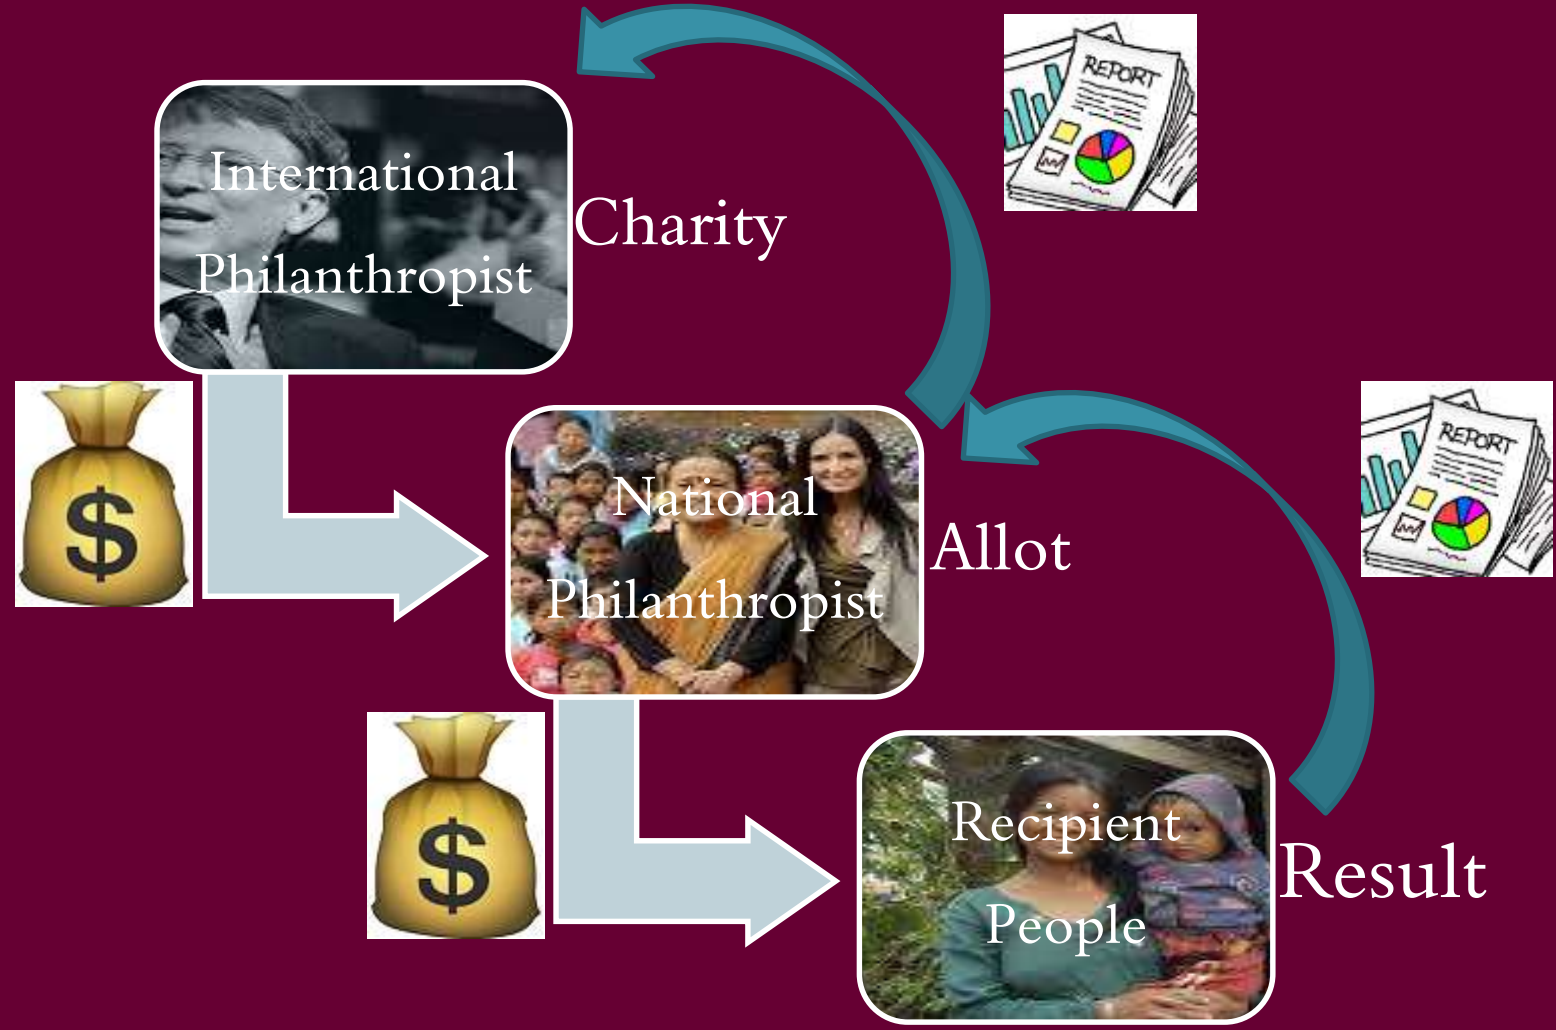 International
Philanthropist
Charity
REPORT
$
National
Philanthropist
Allot
REPORT
$
Recipient
People
Result